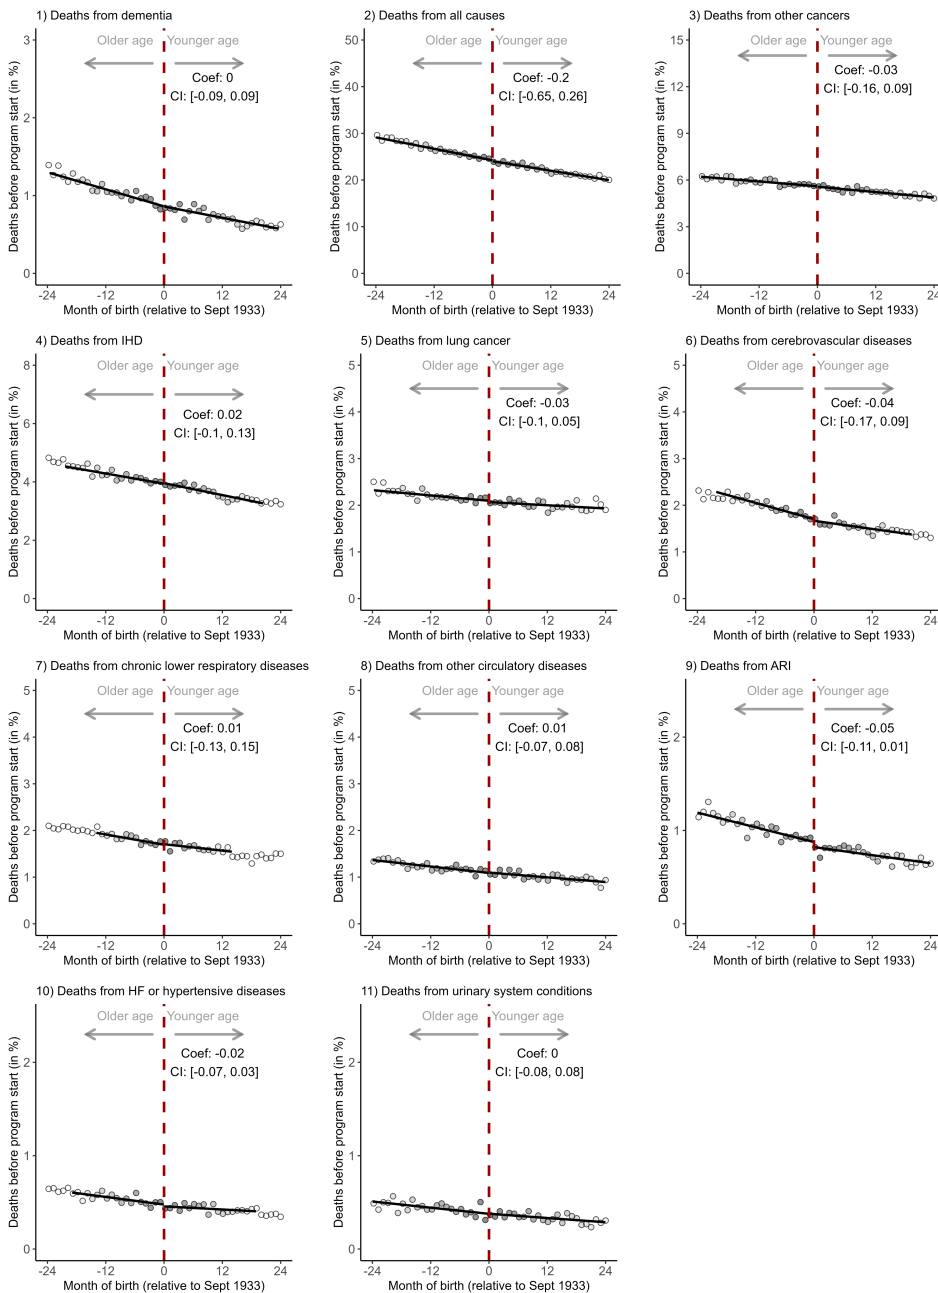 1) Deaths from dementia
Older age
Younger age
Coef: 0
CI: [-0.09, 0.09]
Deaths before program start (in %)
3
2
1
0
-24
-12
0
12
24
Month of birth (relative to Sept 1933)
2) Deaths from all causes
Older age
Younger age
Coef: -0.2
CI: [-0.65, 0.26]
Deaths before program start (in %)
50
30
20
10
0
-24
-12
0
12
24
Month of birth (relative to Sept 1933)
3) Deaths from other cancers
Older age
Younger age
Coef: -0.03
CI: [-0.16, 0.09]
Deaths before program start (in %)
15
12
9
6
3
0
-24
-12
0
12
24
Month of birth (relative to Sept 1933)
4) Deaths from IHD
Older age
Younger age
Coef: 0.02
CI: [-0.1, 0.13]
Deaths before program start (in %)
8
6
4
2
0
-24
-12
0
12
24
Month of birth (relative to Sept 1933)
5) Deaths from lung cancer
Older age
Younger age
Coef: -0.03
CI: [-0.1, 0.05]
Deaths before program start (in %)
5
4
3
2
1
0
-24
-12
0
12
24
Month of birth (relative to Sept 1933)
6) Deaths from cerebrovascular diseases
Older age
Younger age
Coef: -0.04
CI: [-0.17, 0.09]
Deaths before program start (in %)
5
4
3
2
1
0
-24
-12
0
12
24
Month of birth (relative to Sept 1933)
7) Deaths from chronic lower respiratory diseases
Older age
Younger age
Coef: 0.01
CI: [-0.13, 0.15]
Deaths before program start (in %)
5
4
3
2
1
0
-24
-12
0
12
24
Month of birth (relative to Sept 1933)
8) Deaths from other circulatory diseases
Older age
Younger age
Coef: 0.01
CI: [-0.07, 0.08]
Deaths before program start (in %)
5
4
3
2
1
0
-24
-12
0
12
24
Month of birth (relative to Sept 1933)
9) Deaths from ARI
Older age
Younger age
Coef: -0.05
CI: [-0.11, 0.01]
Deaths before program start (in %)
2
1
0
-24
-12
0
12
24
Month of birth (relative to Sept 1933)
10) Deaths from HF or hypertensive diseases
Older age
Younger age
Coef: -0.02
CI: [-0.07, 0.03]
Deaths before program start (in %)
2
1
0
-24
-12
0
12
24
Month of birth (relative to Sept 1933)
11) Deaths from urinary system conditions
Older age
Younger age
Coef: 0
CI: [-0.08, 0.08]
Deaths before program start (in %)
2
1
0
-24
-12
0
12
24
Month of birth (relative to Sept 1933)